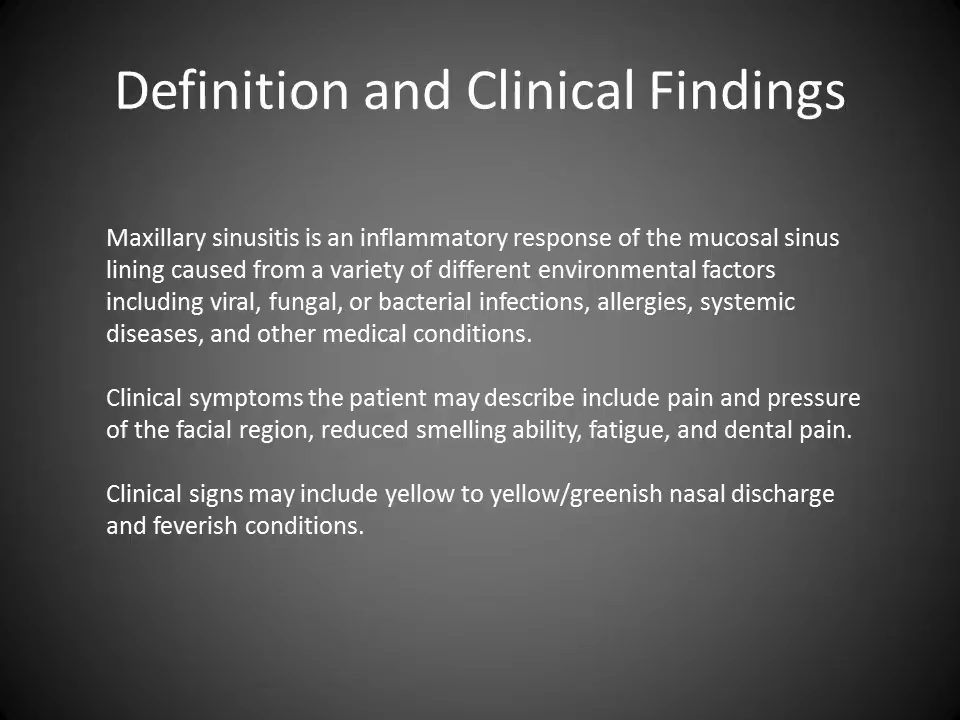 Definition and Clinical Findings
Maxillary sinusitis is an inflammatory response of the mucosal sinus
lining caused from a variety of different environmental factors
including viral, fungal, or bacterial infections, allergies, systemic
diseases, and other medical conditions.
Clinical symptoms the patient may describe include pain and pressure
of the facial region, reduced smelling ability, fatigue, and dental pain.
Clinical signs may include yellow to yellow/greenish nasal discharge
and feverish conditions.